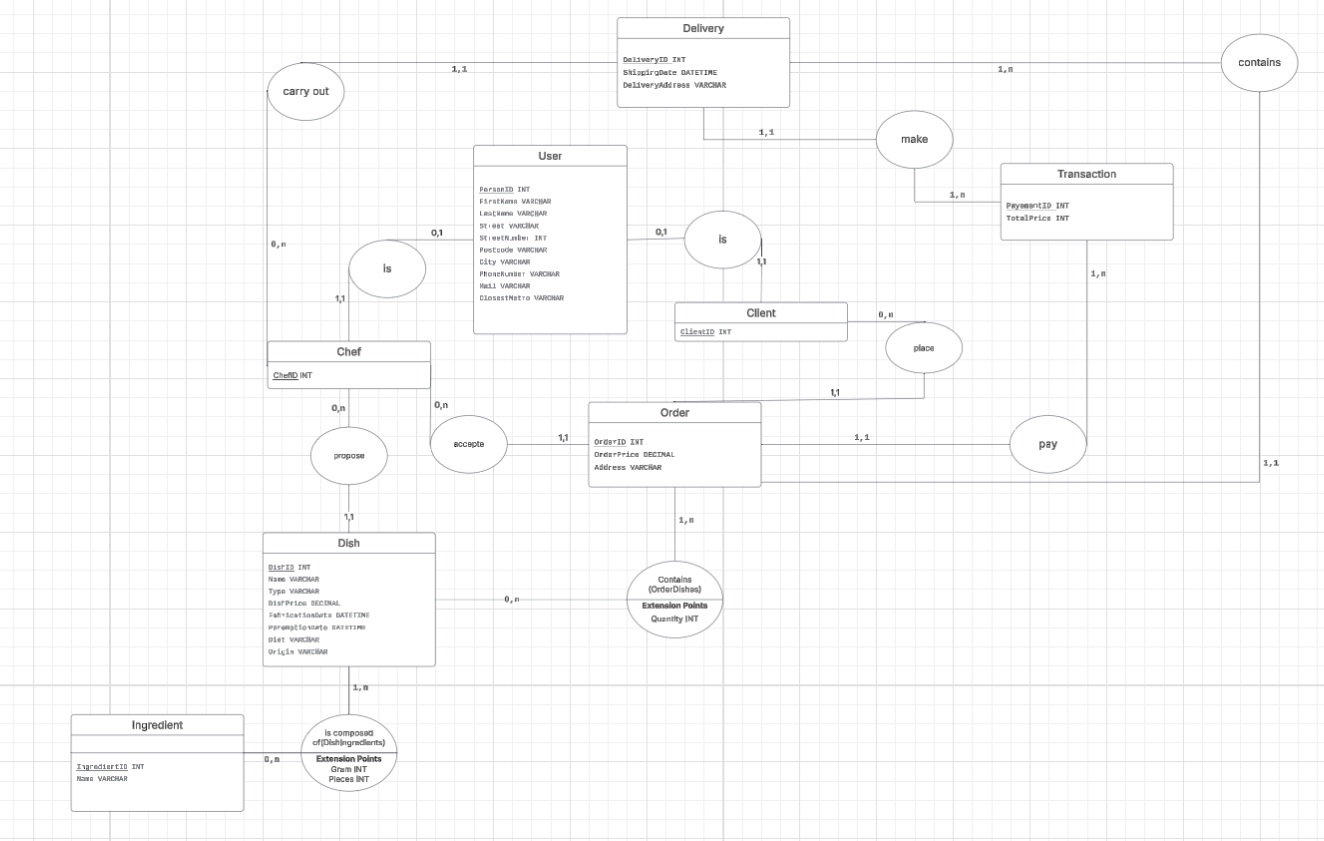 Delivery
DeliveryID INT
ShippingDate DATETIME
DeliveryAddress VARCHAR
carry out
1,1
1,n
contains
make
1,1
1,n
Transaction
PayementID INT
TotalPrice INT
User
PersonID INT
FirstName VARCHAR
LastName VARCHAR
Street VARCHAR
StreetNumber INT
Postcode VARCHAR
City VARCHAR
PhoneNumber VARCHAR
Mail VARCHAR
ClosestMetro VARCHAR
0,1
0,1
is
is
0,n
1,1
1,1
1,n
Client
ClientID INT
0,n
place
Chef
ChefID INT
1,1
0,n
0,n
propose
accepte
1,1
Order
OrderID INT
OrderPrice DECIMAL
Address VARCHAR
1,1
pay
1,1
1,1
1,n
Dish
DishID INT
Name VARCHAR
Type VARCHAR
DishPrice DECIMAL
FabricationDate DATETIME
PeremptionDate DATETIME
Diet VARCHAR
Origin VARCHAR
0,n
Contains
(OrderDishes)
Extension Points
Quantity INT
1,n
Ingredient
IngredientID INT
Name VARCHAR
0,n
is composed
of(DishIngredients)
Extension Points
Gram INT
Pieces INT